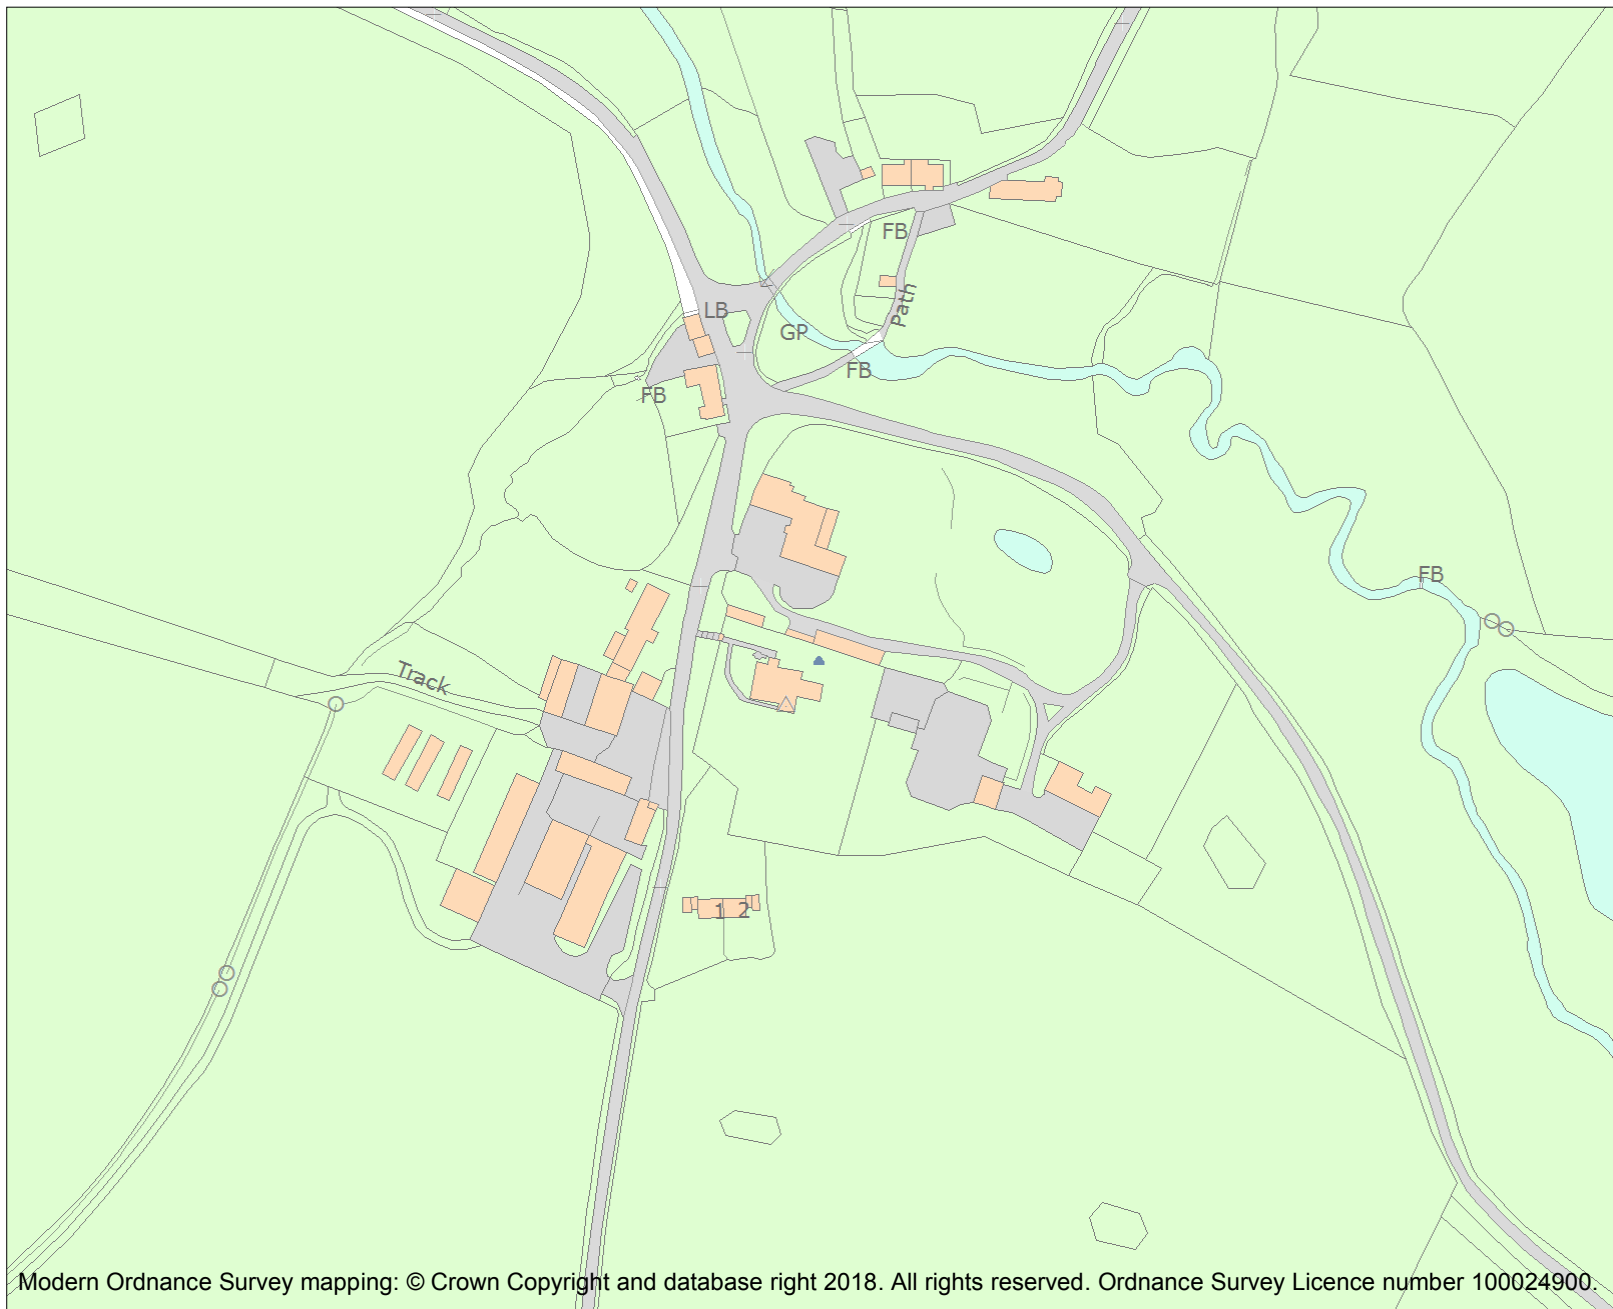 FB
Path
LB
GP
FB
FB
FB
Track
1 2
Modern Ordnance Survey mapping: © Crown Copyright and database right 2018. All rights reserved. Ordnance Survey Licence number 100024900.